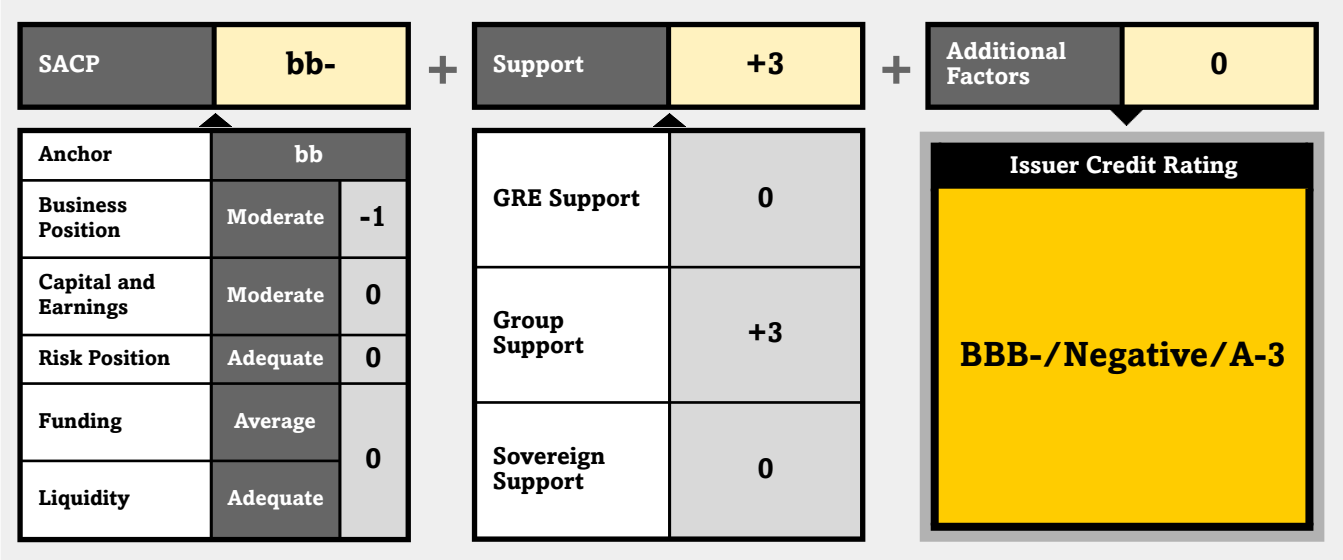 SACP
bb-
+
Support
+3
+
Additional
Factors
0
Anchor
bb
Business
Position
Moderate
-1
Capital and
Earnings
Moderate
0
Risk Position
Adequate
0
Funding
Average
Liquidity
Adequate
0
GRE Support
0
Group
Support
+3
Sovereign
Support
0
Issuer Credit Rating
BBB-/Negative/A-3